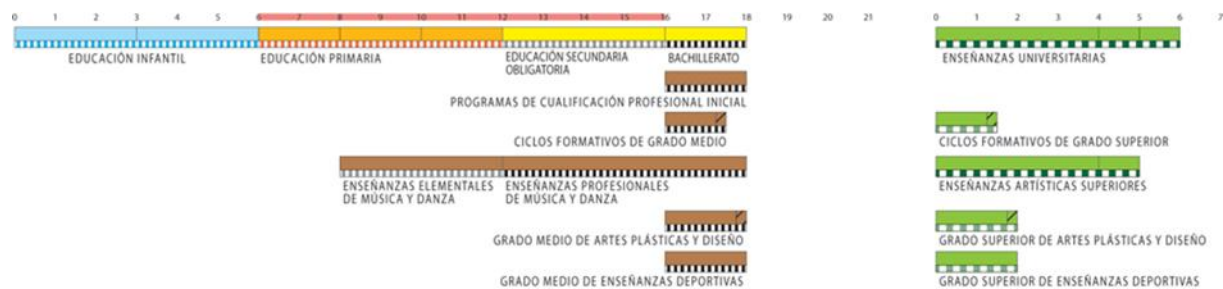 0 1 2 3 4 5 6 7 8 9 10 11 12 13 14 15 16 17 18 19 20 21 0 1 2 3 4 5 6 7
EDUCACIÓN INFANTIL
EDUCACIÓN PRIMARIA
EDUCACIÓN SECUNDARIA
OBLIGATORIA
BACHILLERATO
ENSEÑANZAS UNIVERSITARIAS
PROGRAMAS DE CUALIFICACIÓN PROFESIONAL INICIAL
CICLOS FORMATIVOS DE GRADO MEDIO
CICLOS FORMATIVOS DE GRADO SUPERIOR
ENSEÑANZAS ELEMENTALES
DE MÚSICA Y DANZA
ENSEÑANZAS PROFESIONALES
DE MÚSICA Y DANZA
ENSEÑANZAS ARTÍSTICAS SUPERIORES
GRADO MEDIO DE ARTES PLÁSTICAS Y DISEÑO
GRADO SUPERIOR DE ARTES PLÁSTICAS Y DISEÑO
GRADO MEDIO DE ENSEÑANZAS DEPORTIVAS
GRADO SUPERIOR DE ENSEÑANZAS DEPORTIVAS